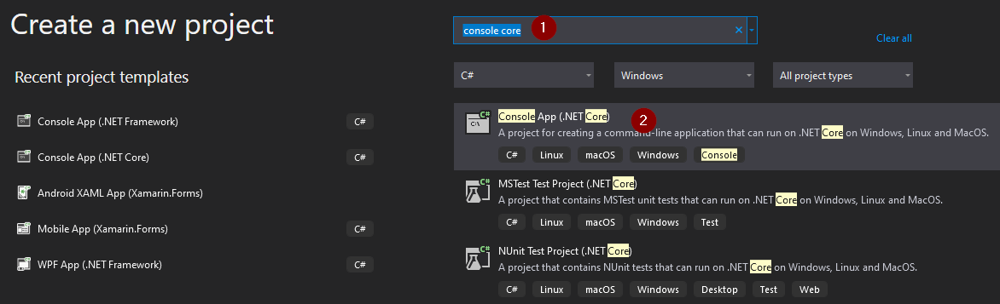 Create a new project
console core
1
Clear all
Recent project templates
C#
Windows
All project types
Console App (.NET Framework)
C#
Console App (.NET Core)
C#
Android XAML App (Xamarin.Forms)
Mobile App (Xamarin.Forms)
C#
WPF App (.NET Framework)
C#
C#
C:\
Console App (.NET Core)
2
A project for creating a command-line application that can run on .NET Core on Windows, Linux and MacOS.
C#
Linux
macOS
Windows
Console
C#
MSTest Test Project (.NET Core)
A project that contains MSTest unit tests that can run on .NET Core on Windows, Linux and MacOS.
C#
Linux
macOS
Windows
Test
C#
NUnit Test Project (.NET Core)
A project that contains NUnit tests that can run on .NET Core on Windows, Linux and MacOS.
C#
Linux
macOS
Windows
Desktop
Test
Web